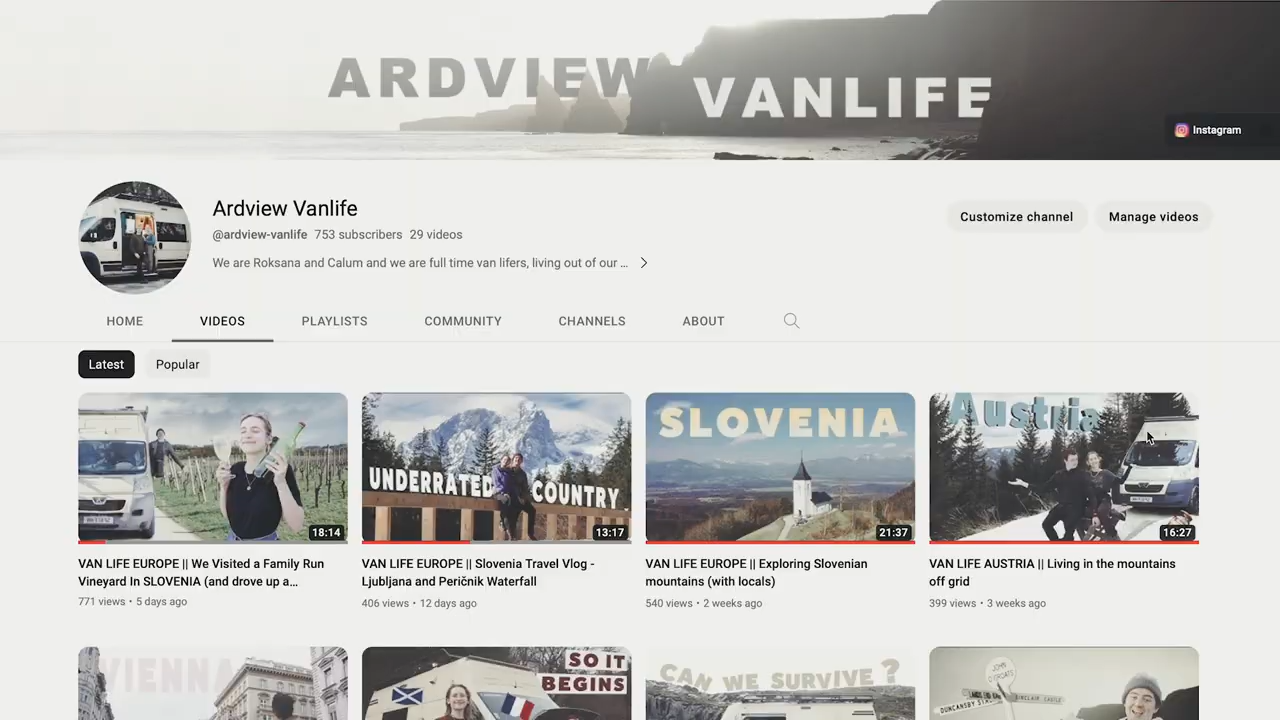 ARDVIEW VANLIFE
Instagram
Ardview Vanlife
@ardview-vanlife 753 subscribers 29 videos
We are Roksana and Calum and we are full time van lifers, living out of our ...
Customize channel
Manage videos
HOME
VIDEOS
PLAYLISTS
COMMUNITY
CHANNELS
ABOUT
Latest
Popular
18:14
VAN LIFE EUROPE || We Visited a Family Run
Vineyard In SLOVENIA (and drove up a...
771 views • 5 days ago
UNDERRATED COUNTRY
13:17
VAN LIFE EUROPE || Slovenia Travel Vlog -
Ljubljana and Peričnik Waterfall
406 views • 12 days ago
SLOVENIA
21:37
VAN LIFE EUROPE || Exploring Slovenian
mountains (with locals)
540 views • 2 weeks ago
Austria
16:27
VAN LIFE AUSTRIA || Living in the mountains
off grid
399 views • 3 weeks ago
VIENNA
SO IT
BEGINS
CAN WE SURVIVE ?
JOHN
O'GROATS
SINCLAIR CASTLE